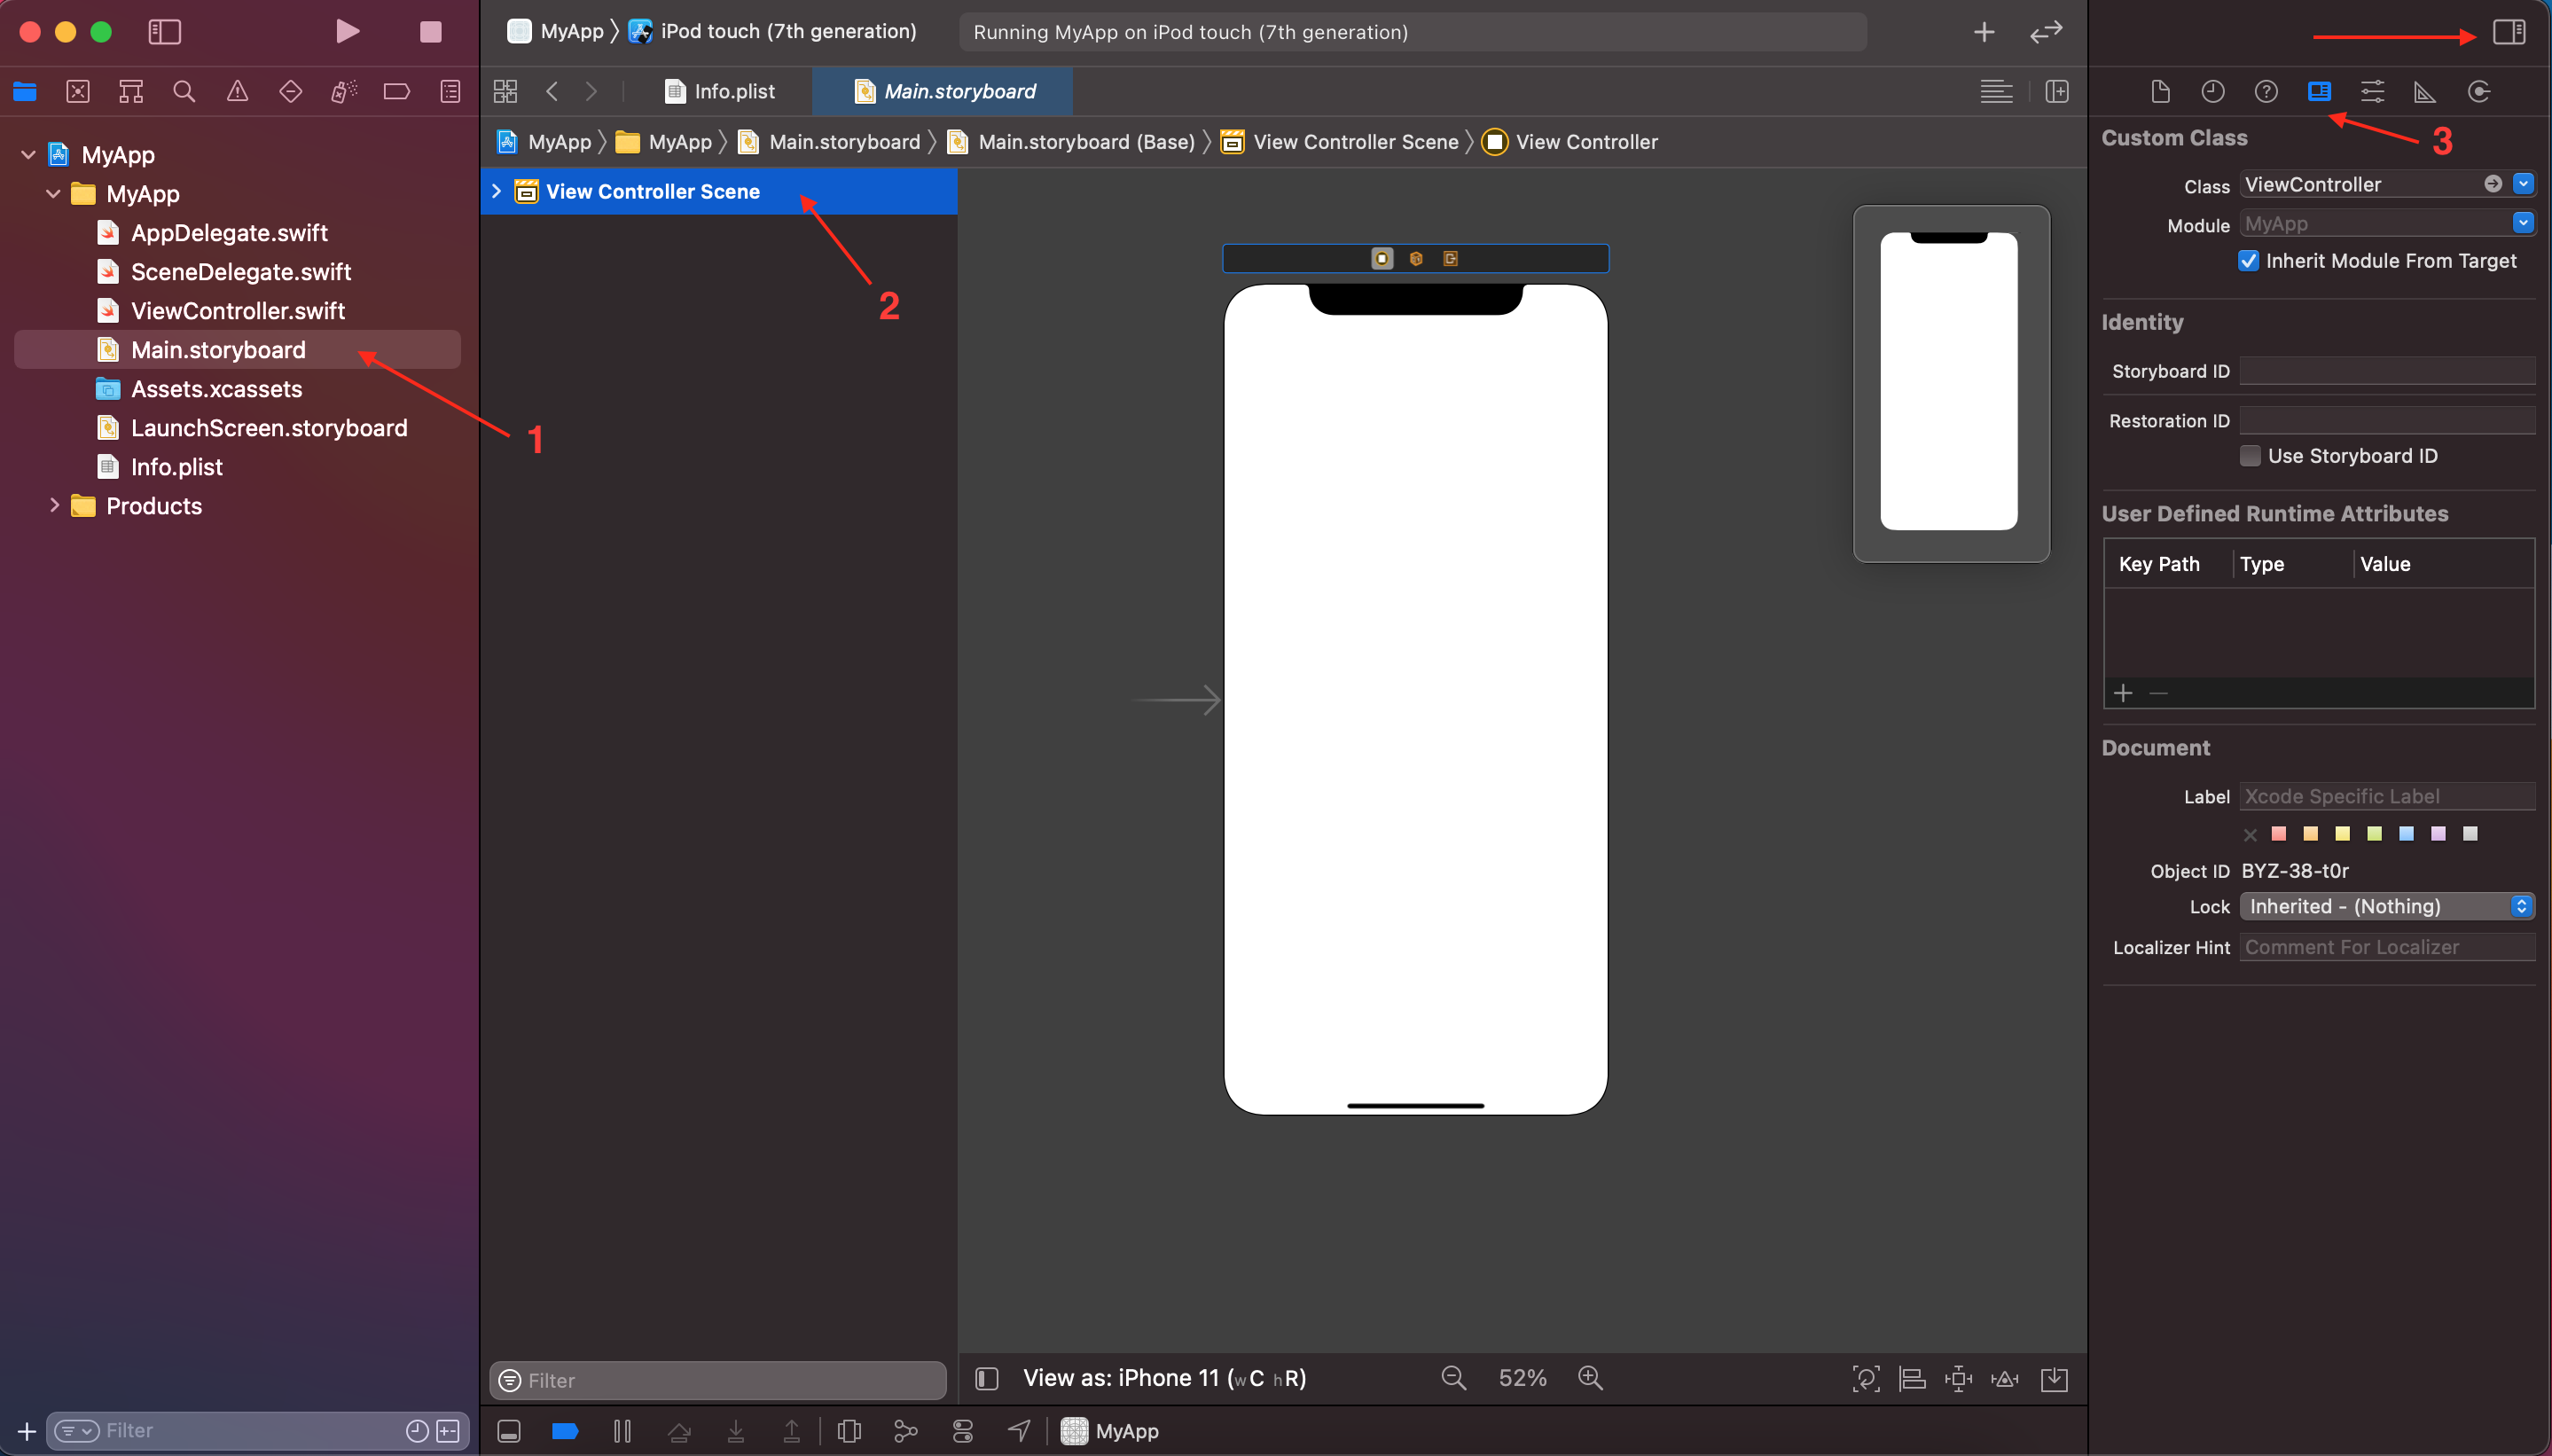 MyApp
iPod touch (7th generation)
Running MyApp on iPod touch (7th generation)
Info.plist
Main.storyboard
MyApp
MyApp
Main.storyboard
Main.storyboard (Base)
View Controller Scene
View Controller
MyApp
MyApp
AppDelegate.swift
SceneDelegate.swift
ViewController.swift
Main.storyboard
Assets.xcassets
LaunchScreen.storyboard
Info.plist
Products
1
View Controller Scene
2
3
Custom Class
Class
ViewController
Module
MyApp
Inherit Module From Target
Identity
Storyboard ID
Restoration ID
Use Storyboard ID
User Defined Runtime Attributes
Key Path
Type
Value
Document
Label
Xcode Specific Label
Object ID
BYZ-38-t0r
Lock
Inherited - (Nothing)
Localizer Hint
Comment For Localizer
Filter
View as: iPhone 11 (wC hR)
52%
Filter
MyApp